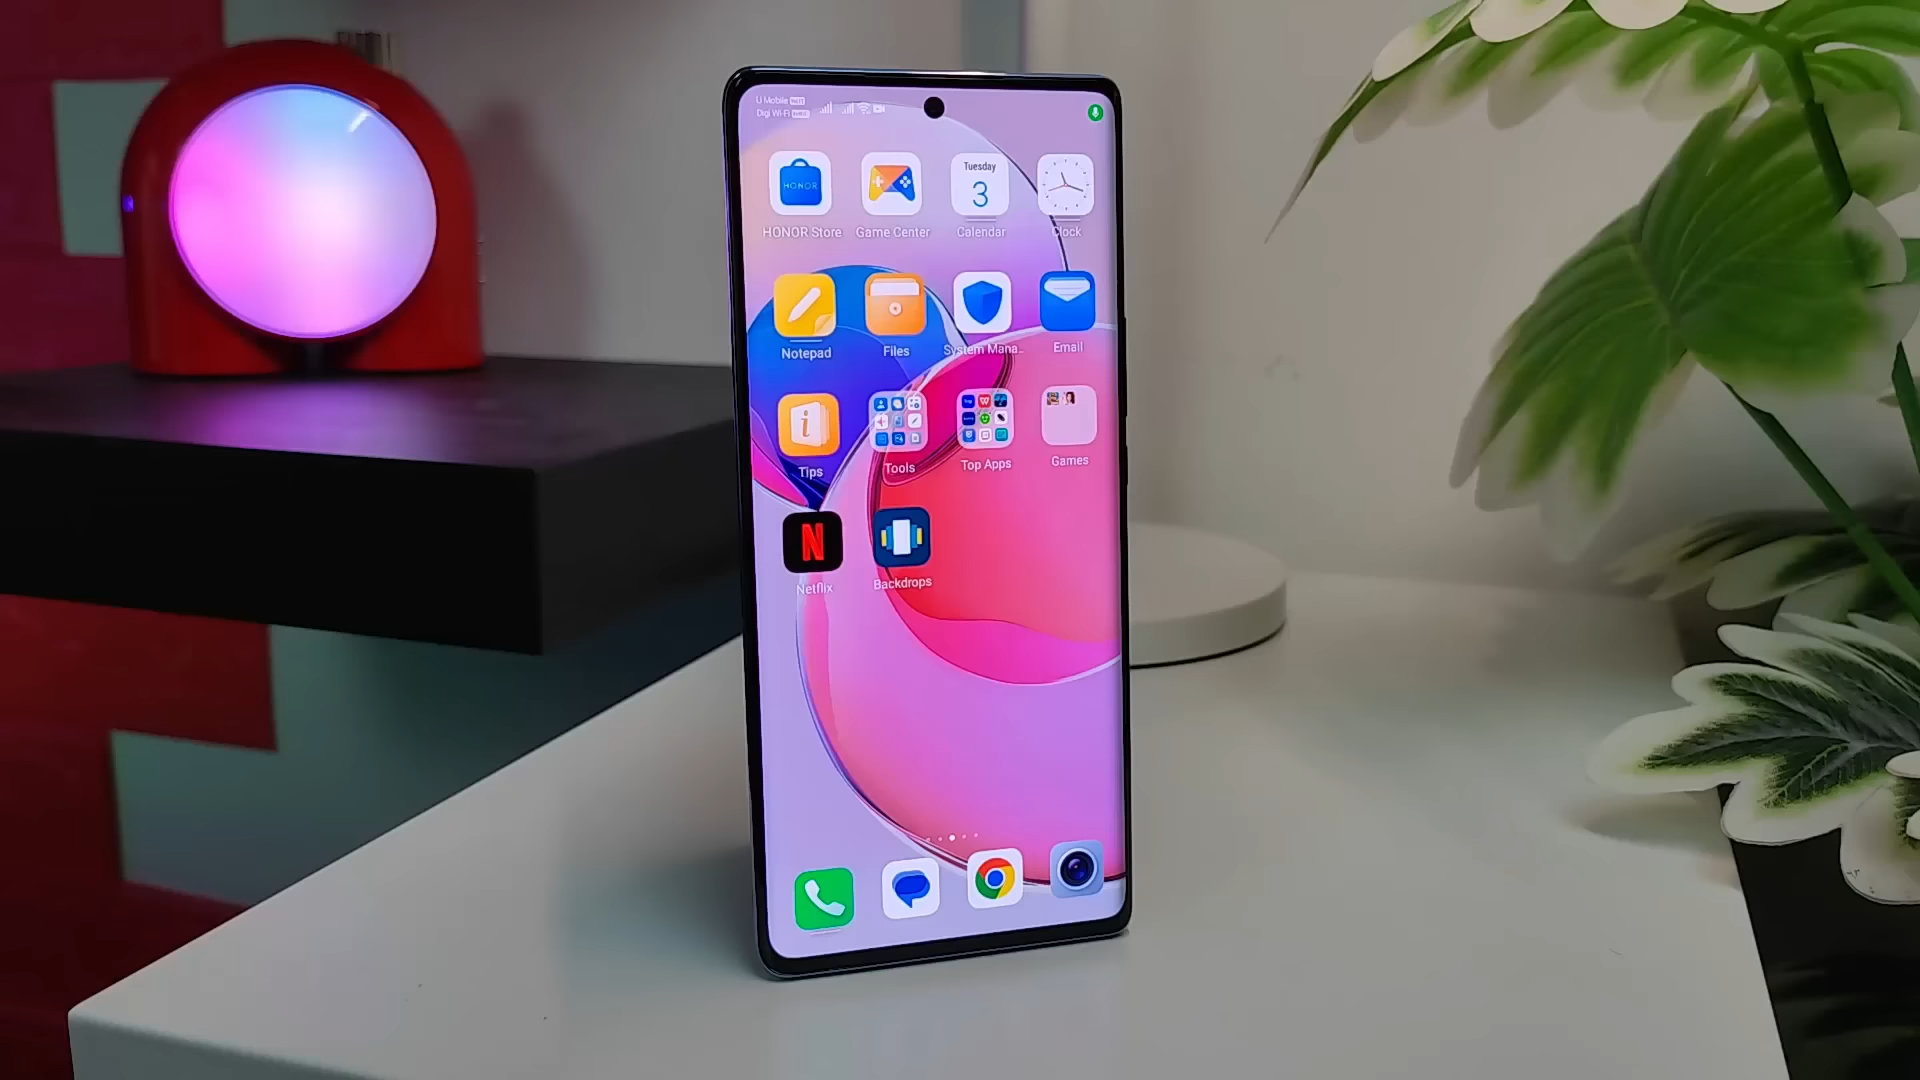 U Mobile
Digi Wi-Fi
HONOR
Tuesday
3
HONOR Store
Game Center
Calendar
Clock
Notepad
Files
System Mana..
Email
i
Tips
Tools
Top Apps
Games
N
Netflix
Backdrops